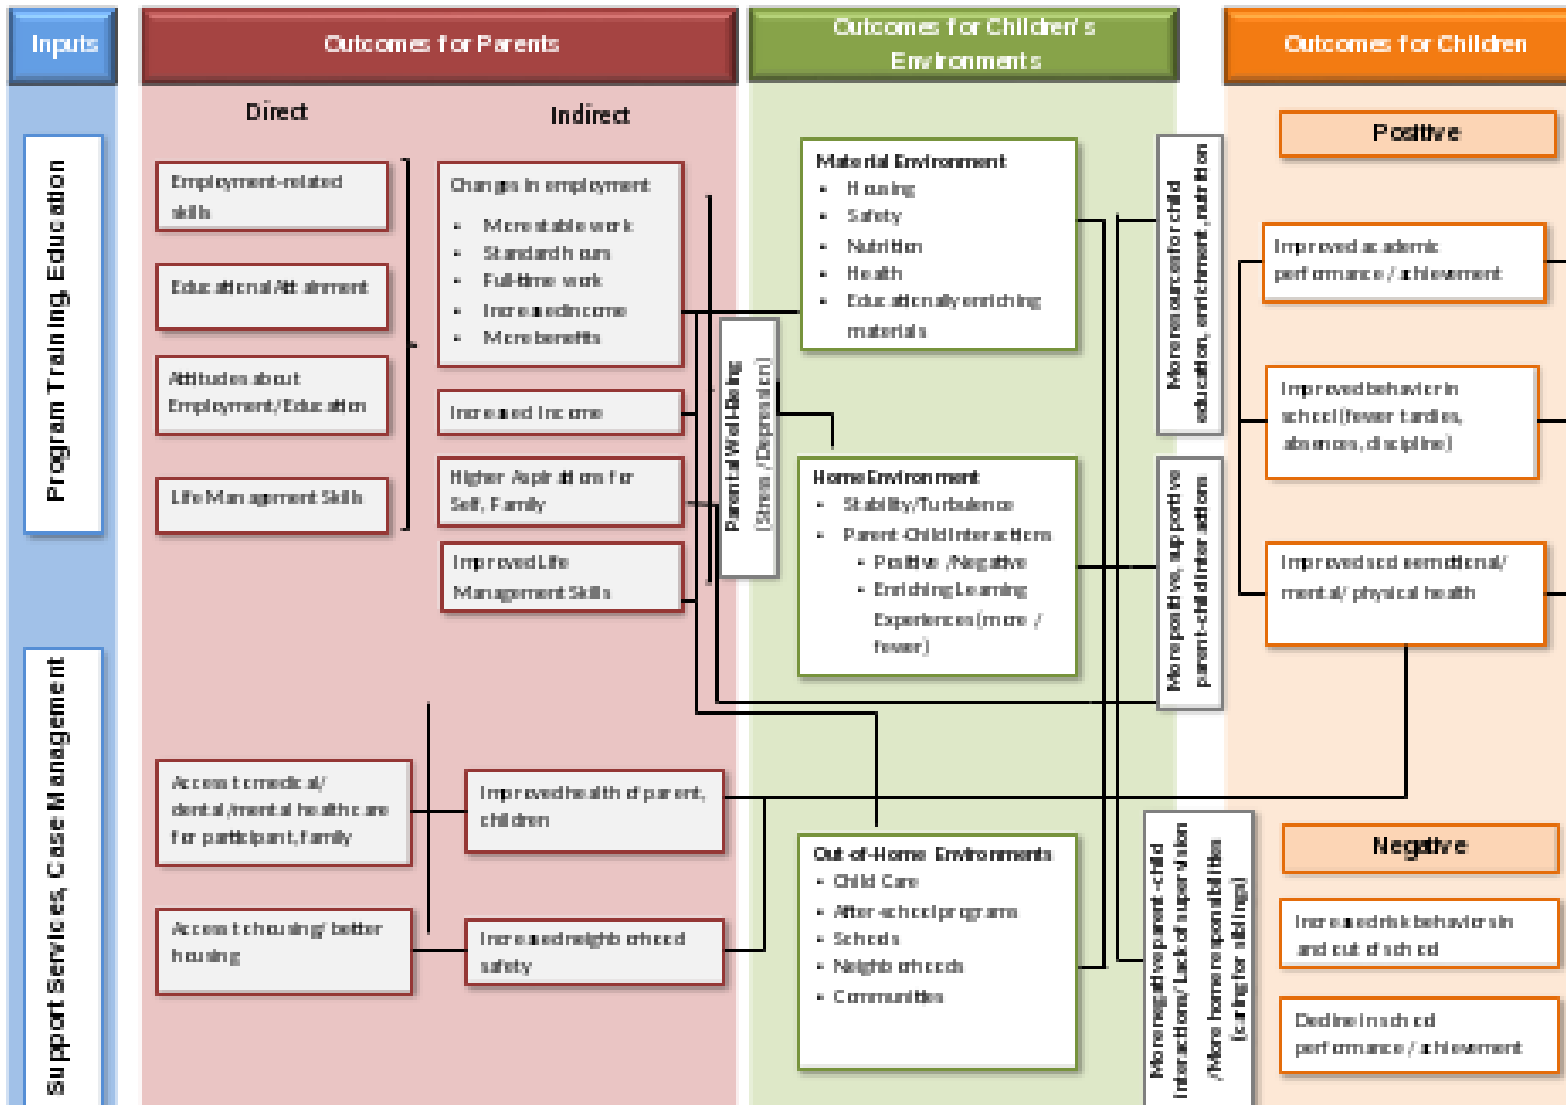 Inputs
Outcomes for Parents
Outcomes for Children's
Environments
Outcomes for Children
Direct
Indirect
Program Training, Education
Employment-related
skills
Educational Attainment
Attitudes about
Employment/Education
Life Management Skills
Changes in employment
• More stable work
• Standard hours
• Full-time work
• Increased Income
• More benefits
Increased Income
Higher Aspirations for
Self, Family
Improved Life
Management Skills
Parental Well-Being
(Stress /Depression)
Material Environment
• Housing
• Safety
• Nutrition
• Health
• Educationally enriching
materials
Home Environment
• Stability/Turbulence
• Parent-Child Interactions
• Positive /Negative
• Enriching Learning
Experiences (more /
fewer)
More resources for child
education, enrichment, nutrition
More positive, supportive
parent-child interactions
Positive
Improved academic
performance / achievement
Improved behavior in
school (fewer tardies,
absences, discipline)
Improved socioemotional/
mental/ physical health
Support Services, Case Management
Access to medical/
dental/mental health care
for participant, family
Access to housing/ better
housing
Improved health of parent,
children
Increased neighborhood
safety
Out-of-Home Environments
• Child Care
• After-school programs
• Schools
• Neighborhoods
• Communities
More negative parent-child
interactions/ Lack of supervision
/More home responsibilities
(caring for siblings)
Negative
Increased risk behaviors in
and out of school
Decline in school
performance / achievement